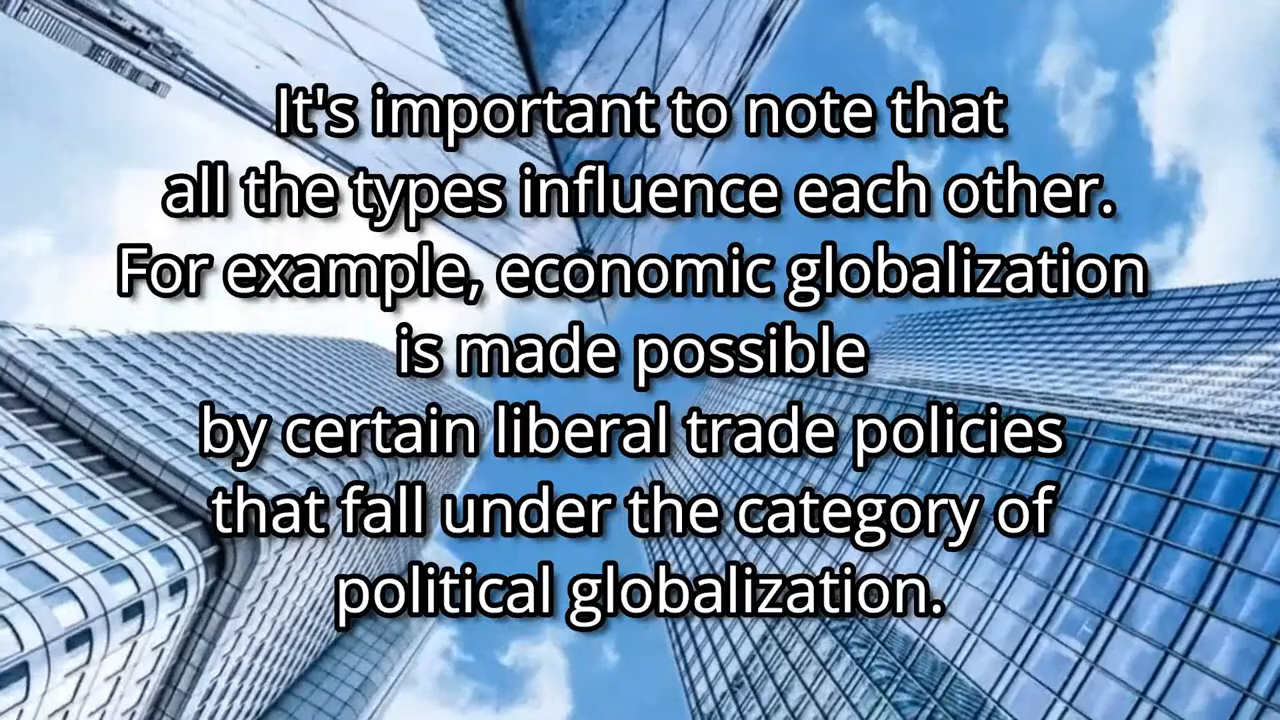 It's important to note that
all the types influence each other.
For example, economic globalization
is made possible
by certain liberal trade policies
that fall under the category of
political globalization.